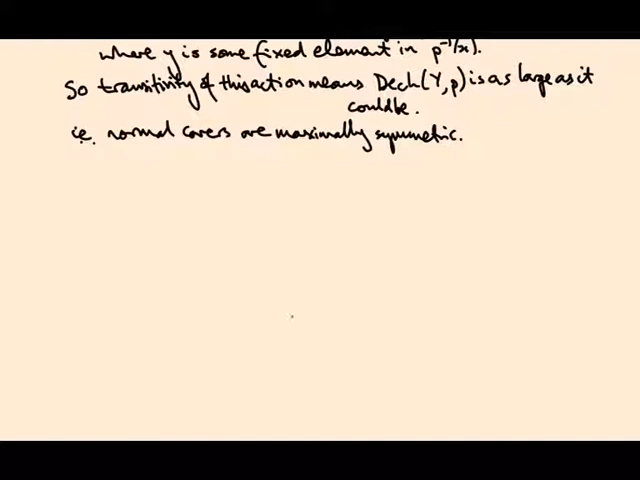 where y is some fixed element in p⁻¹(x).
So transitivity of this action means Deck(Y,p) is as large as it
could be.
i.e. normal covers are maximally symmetric.